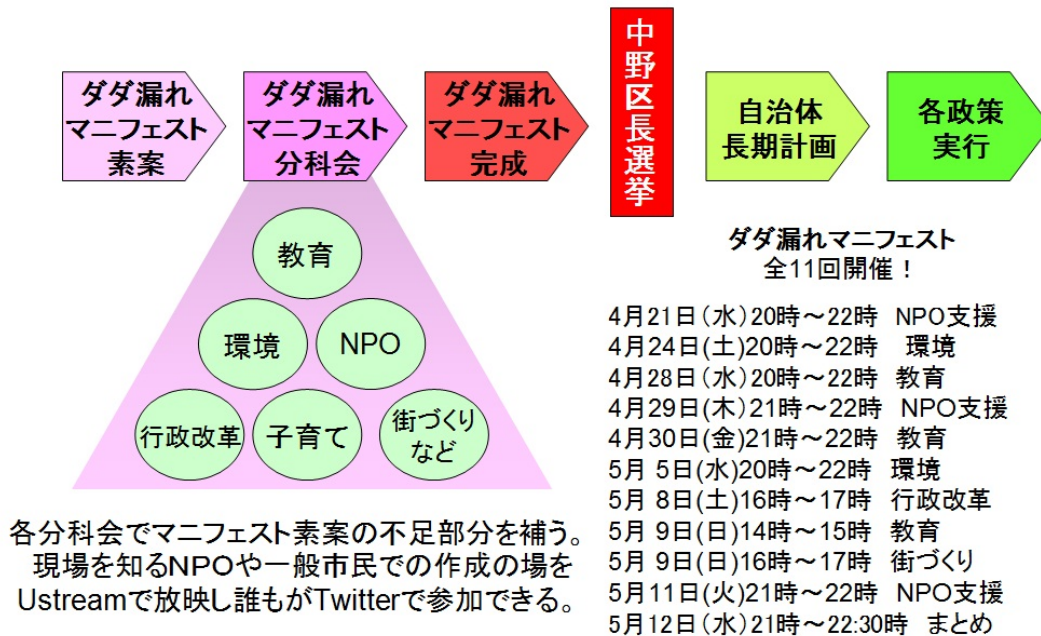 ダダ漏れ
マニフェスト
素案
ダダ漏れ
マニフェスト
分科会
ダダ漏れ
マニフェスト
完成
中野区長選挙
自治体
長期計画
各政策
実行
教育
環境
NPO
行政改革
子育て
街づくり
など
各分科会でマニフェスト素案の不足部分を補う。
現場を知るNPOや一般市民での作成の場を
Ustreamで放映し誰もがTwitterで参加できる。
ダダ漏れマニフェスト
全11回開催！
4月21日（水）20時～22時 NPO支援
4月24日(土)20時～22時 環境
4月28日（水）20時～22時 教育
4月29日(木)21時～22時 NPO支援
4月30日(金)21時～22時 教育
5月 5日(水)20時～22時 環境
5月 8日(土)16時～17時 行政改革
5月 9日(日)14時～15時 教育
5月 9日(日)16時～17時 街づくり
5月11日(火)21時～22時 NPO支援
5月12日(水)21時～22:30時 まとめ